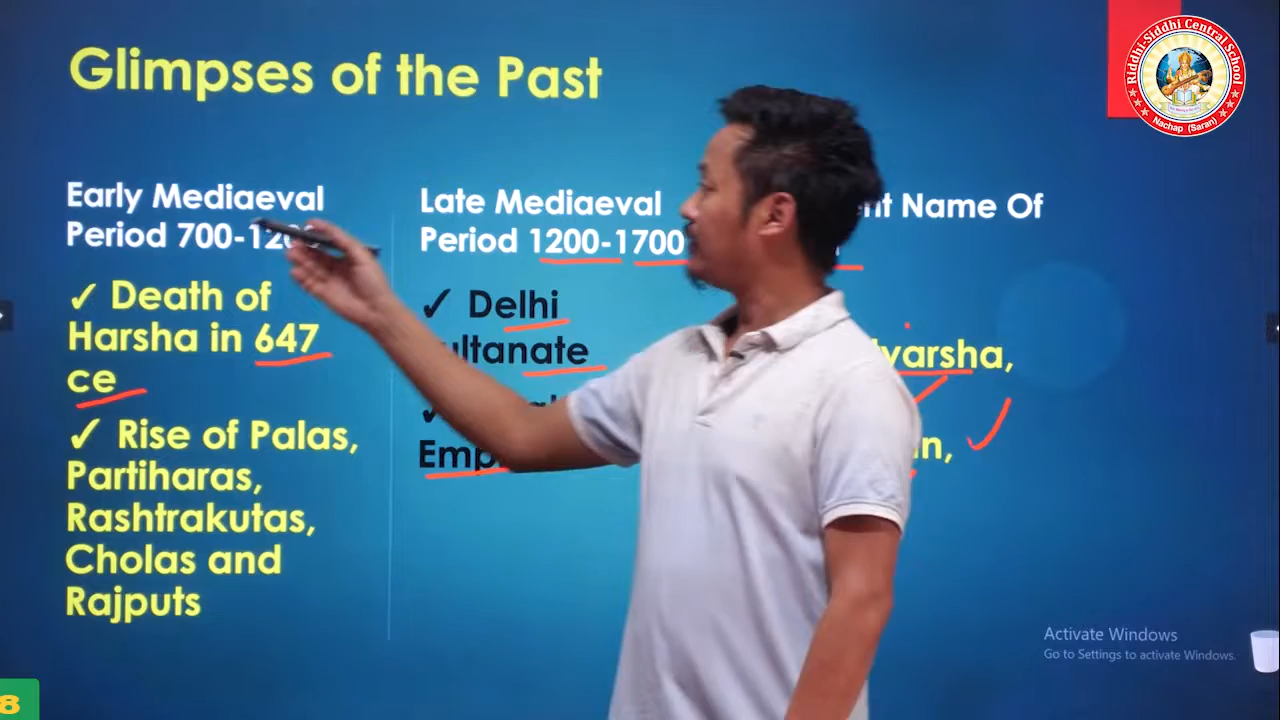 Glimpses of the Past
Early Mediaeval
Period 700-1200
✓ Death of
Harsha in 647
ce
✓ Rise of Palas,
Partiharas,
Rashtrakutas,
Cholas and
Rajputs
Late Mediaeval
Period 1200-1700
✓ Delhi
ultanate
✓
Emp
nt Name Of
varsha,
n,
Riddhi-Siddhi Central School
Nachap (Saran)
Activate Windows
Go to Settings to activate Windows.
8